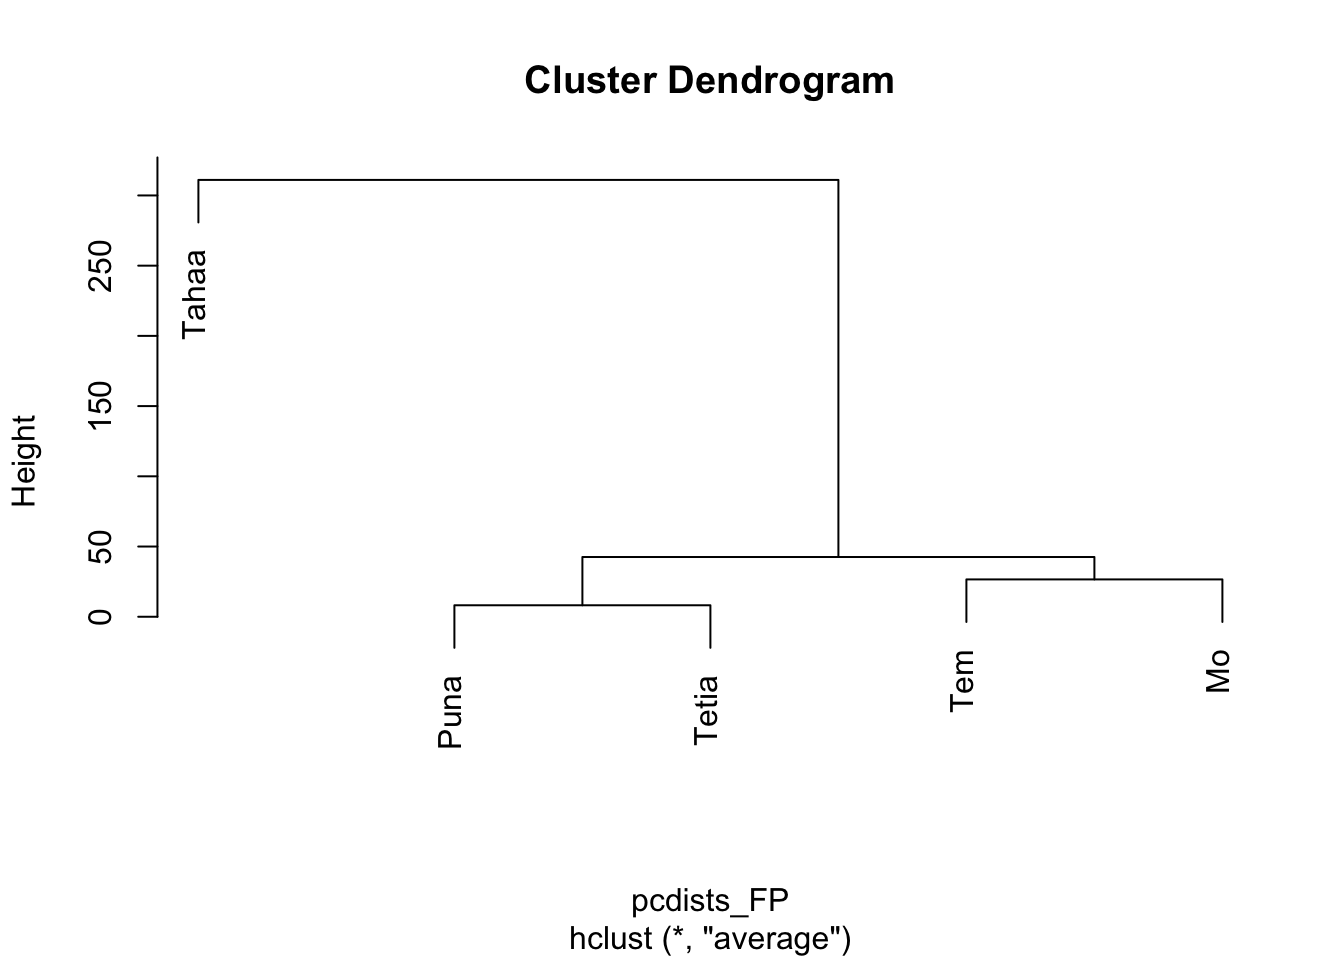 Cluster Dendrogram
Height
250
150
50
0
Tahaa
Puna
Tetia
Tem
Mo
pcdists_FP
hclust (*, "average")